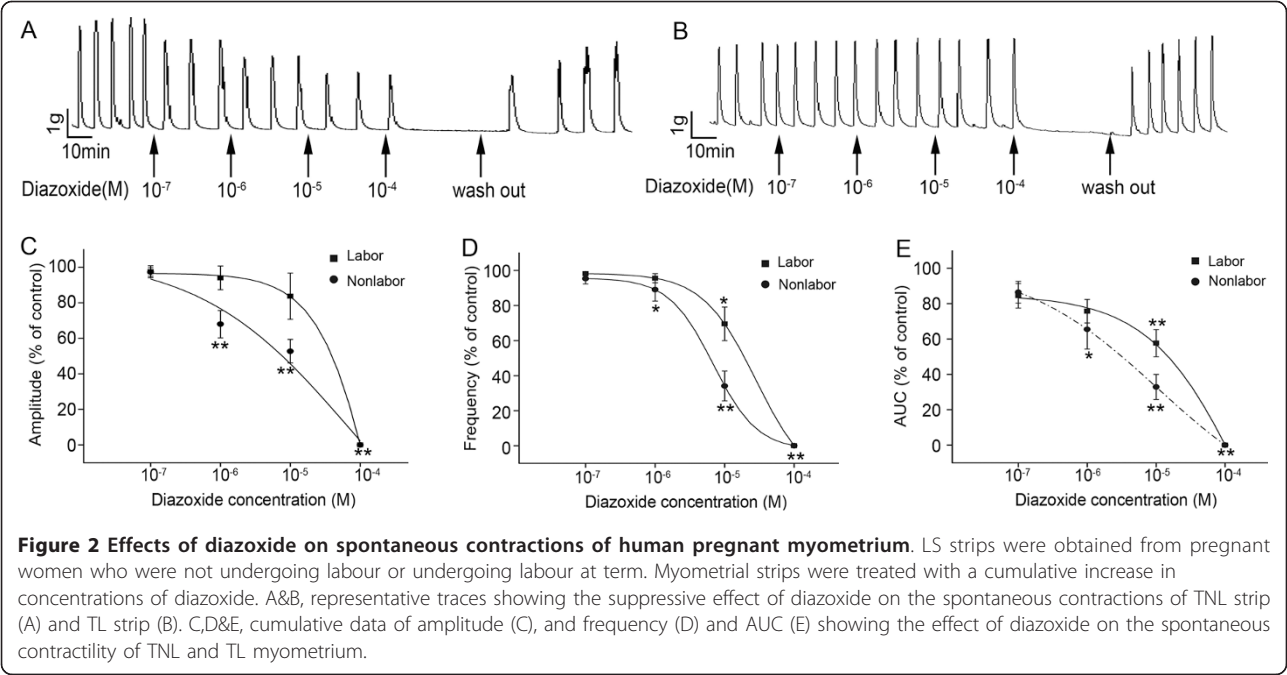 A
1g
10min
Diazoxide(M) 10-7 10-6 10-5 10-4 wash out
B
1g
10min
Diazoxide(M) 10-7 10-6 10-5 10-4 wash out
C
Labor
Nonlabor
Amplitude (% of control)
100
80
60
40
20
0
**
**
**
10-7 10-6 10-5 10-4
Diazoxide concentration (M)
D
Labor
Nonlabor
Frequency (% of control)
100
80
60
40
20
0
*
*
**
**
10-7 10-6 10-5 10-4
Diazoxide concentration (M)
E
Labor
Nonlabor
AUC (% of control)
100
80
60
40
20
0
**
*
**
**
10-7 10-6 10-5 10-4
Diazoxide concentration (M)
Figure 2 Effects of diazoxide on spontaneous contractions of human pregnant myometrium. LS strips were obtained from pregnant
women who were not undergoing labour or undergoing labour at term. Myometrial strips were treated with a cumulative increase in
concentrations of diazoxide. A&B, representative traces showing the suppressive effect of diazoxide on the spontaneous contractions of TNL strip
(A) and TL strip (B). C,D&E, cumulative data of amplitude (C), and frequency (D) and AUC (E) showing the effect of diazoxide on the spontaneous
contractility of TNL and TL myometrium.